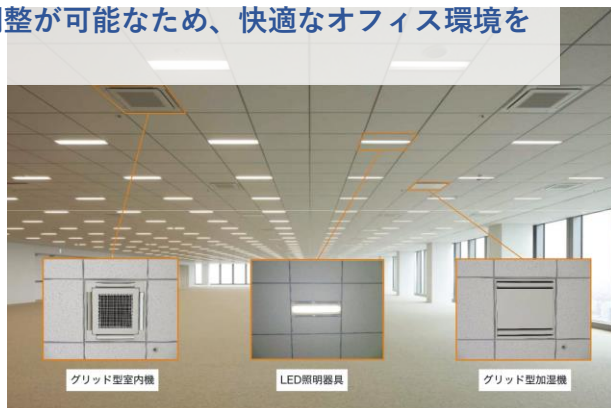 整が可能なため、快適なオフィス環境を
グリッド型室内機
LED照明器具
グリッド型加湿機